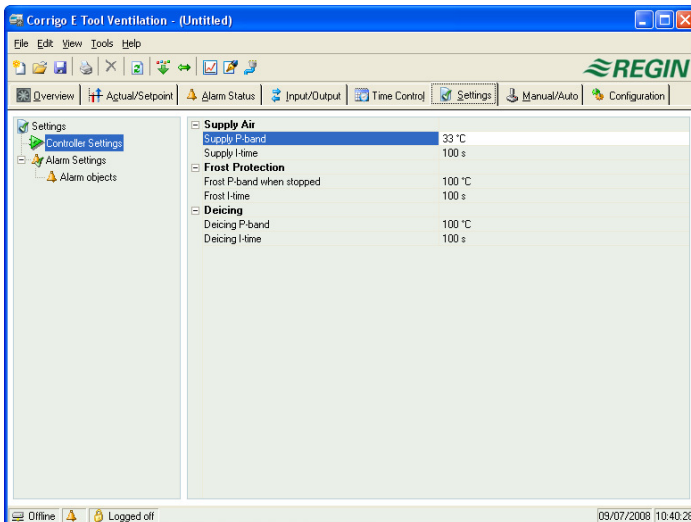 Corrigo E Tool Ventilation - (Untitled)
File Edit View Tools Help
REGIN
Overview Actual/Setpoint Alarm Status Input/Output Time Control Settings Manual/Auto Configuration
Settings
Controller Settings
Alarm Settings
Alarm objects
Supply Air
Supply P-band 33 °C
Supply I-time 100 s
Frost Protection
Frost P-band when stopped 100 °C
Frost I-time 100 s
Deicing
Deicing P-band 100 °C
Deicing I-time 100 s
Offline Logged off 09/07/2008 10:40:28